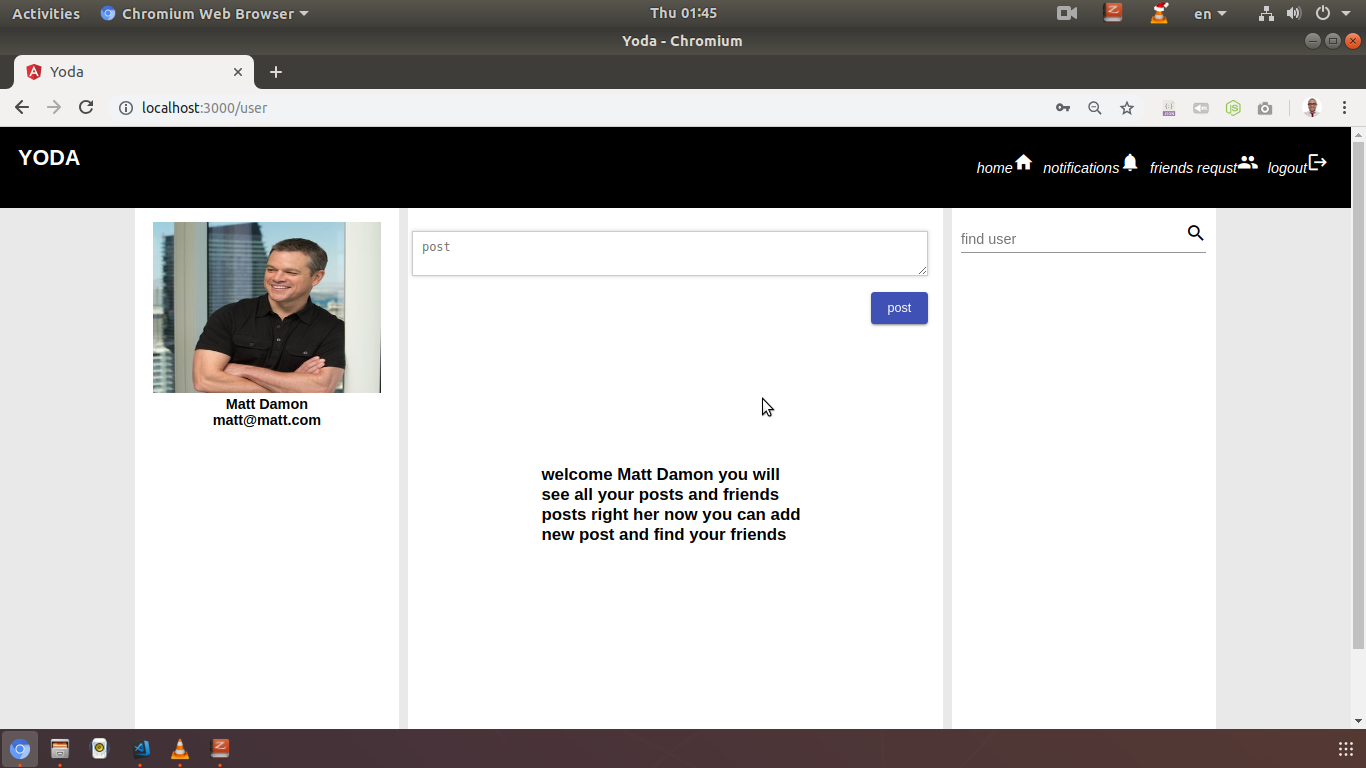 Activities Chromium Web Browser Thu 01:45 en
Yoda - Chromium
Yoda
localhost:3000/user
YODA
home notifications friends requst logout
post
find user
post
Matt Damon
matt@matt.com
welcome Matt Damon you will
see all your posts and friends
posts right her now you can add
new post and find your friends